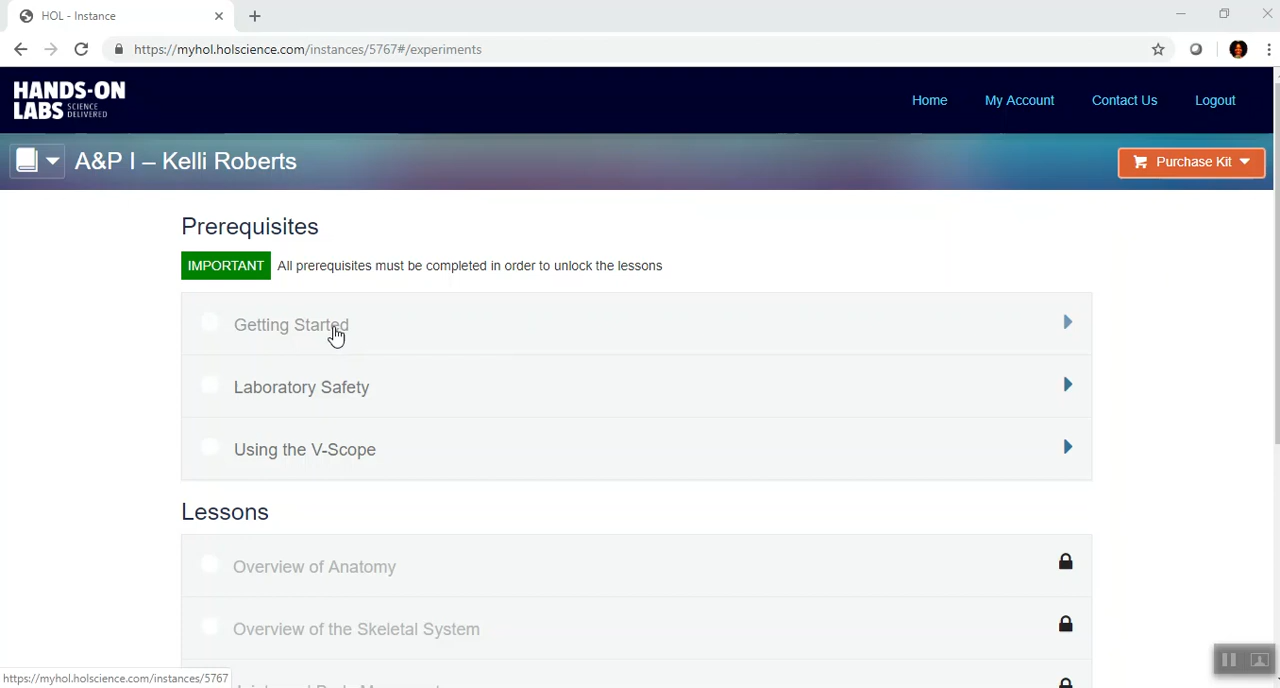 HOL - Instance
https://myhol.holscience.com/instances/5767#/experiments
HANDS-ON LABS SCIENCE DELIVERED
Home My Account Contact Us Logout
A&P I – Kelli Roberts
Purchase Kit
Prerequisites
IMPORTANT All prerequisites must be completed in order to unlock the lessons
Getting Started
Laboratory Safety
Using the V-Scope
Lessons
Overview of Anatomy
Overview of the Skeletal System
https://myhol.holscience.com/instances/5767